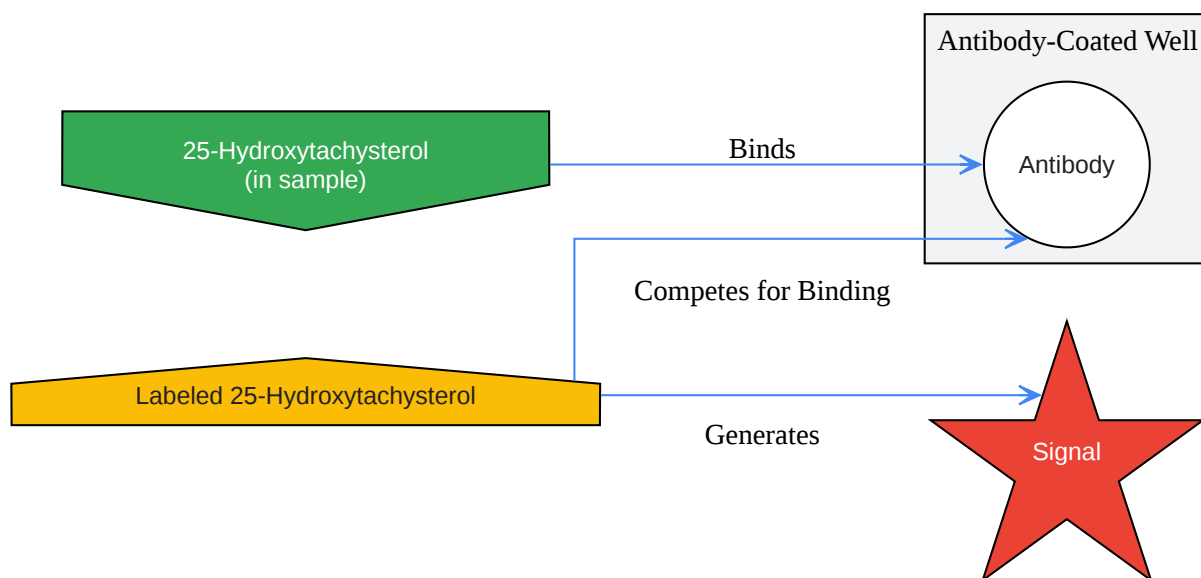 Antibody-Coated Well
25-Hydroxytachysterol
(in sample)
Binds
Antibody
Competes for Binding
Labeled 25-Hydroxytachysterol
Generates
Signal